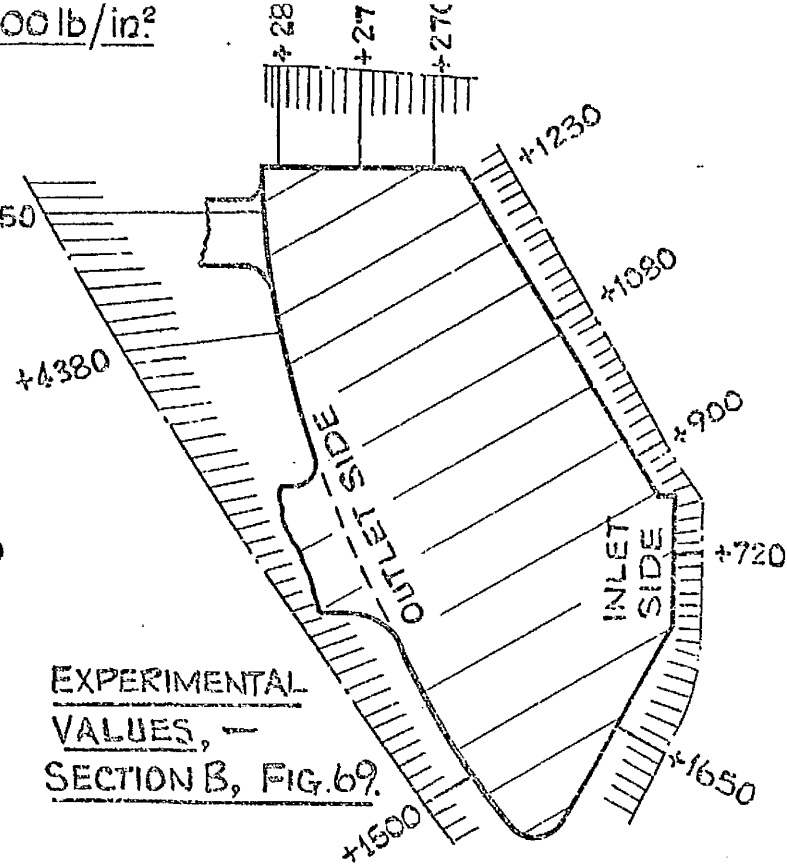 00 lb/in²
+28
+27
+270
+1230
50
+1080
+4380
+900
OUTLET SIDE
INLET
SIDE
+720
EXPERIMENTAL
VALUES, -
SECTION B, FIG. 69.
+1650
+1500